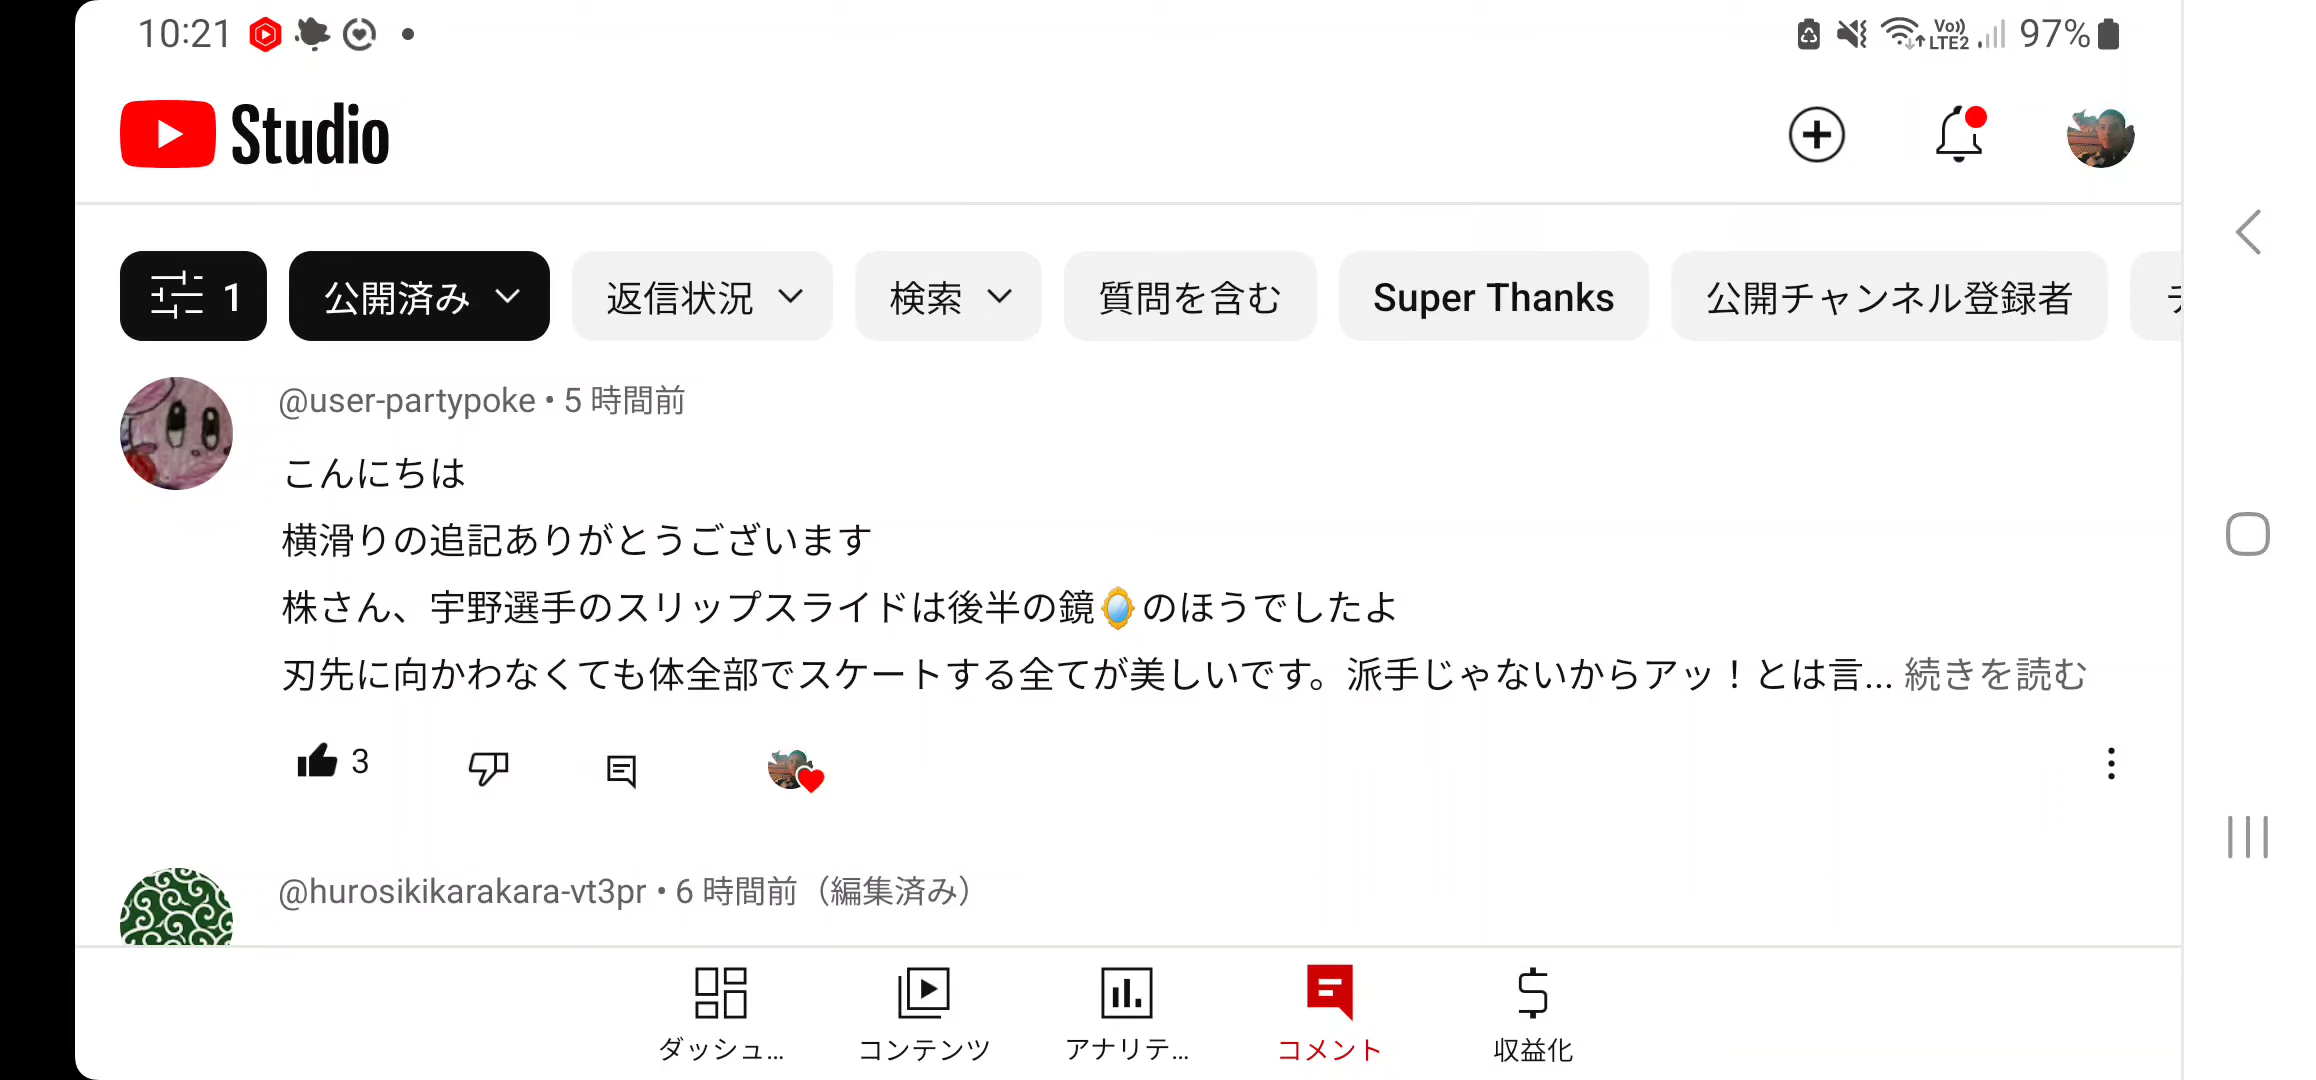 10:21
Vo)) LTE2 97%
Studio
1 公開済み 返信状況 検索 質問を含む Super Thanks 公開チャンネル登録者
@user-partypoke • 5 時間前
こんにちは
横滑りの追記ありがとうございます
株さん、宇野選手のスリップスライドは後半の鏡🪞のほうでしたよ
刃先に向かわなくても体全部でスケートする全てが美しいです。派手じゃないからアッ！とは言... 続きを読む
3
@hurosikikarakara-vt3pr • 6 時間前（編集済み）
ダッシュ... コンテンツ アナリテ... コメント 収益化